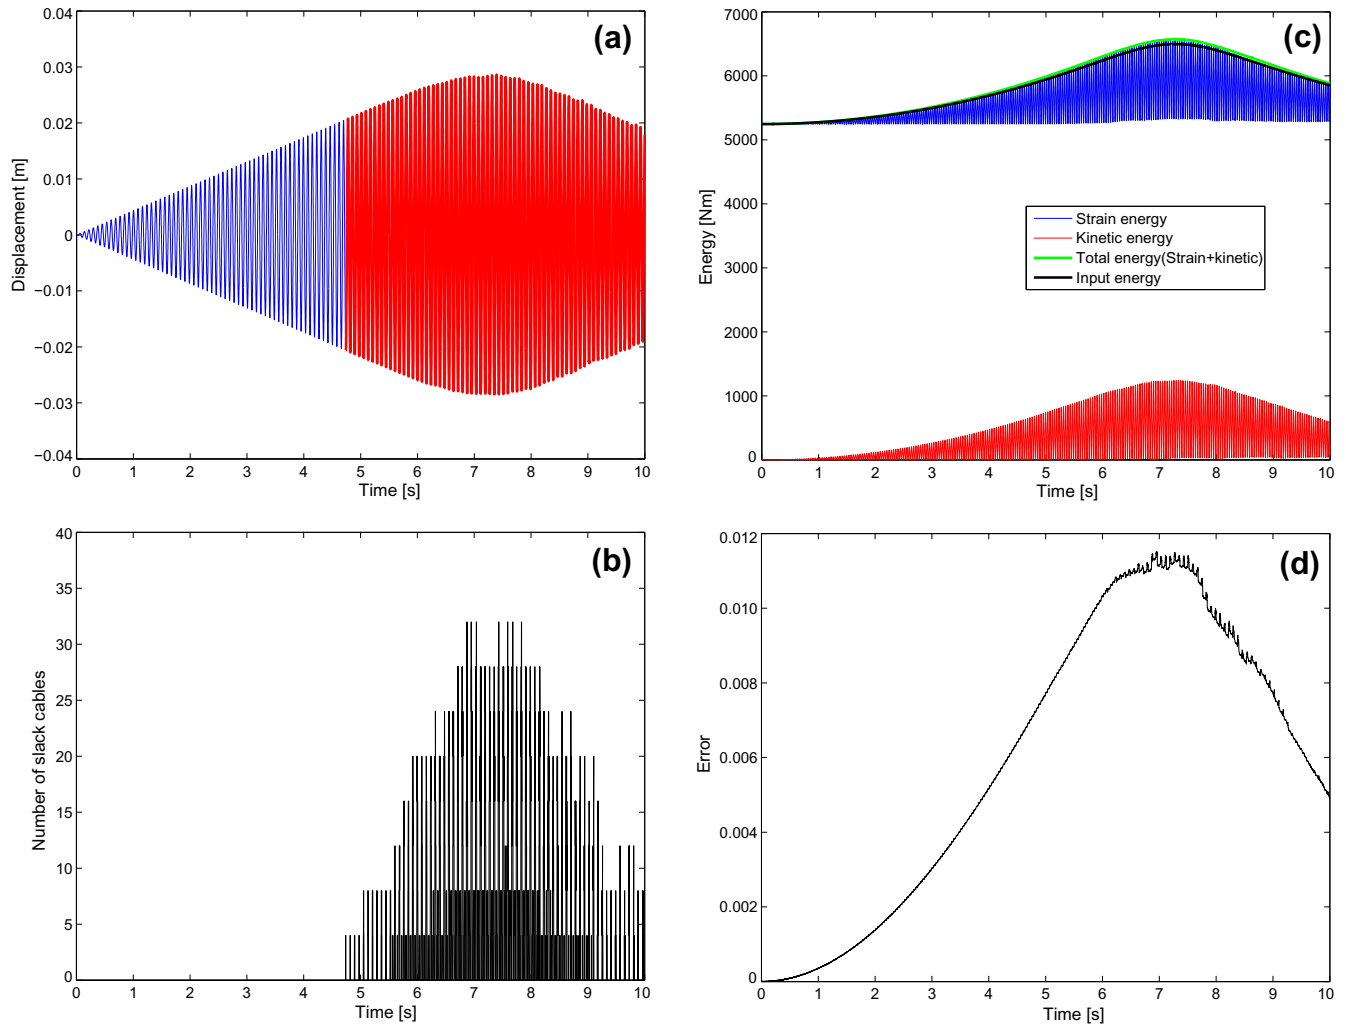 (a)
0.04
0.03
0.02
0.01
0
−0.01
−0.02
−0.03
−0.04
Displacement [m]
0 1 2 3 4 5 6 7 8 9 10
Time [s]
(c)
7000
6000
5000
4000
3000
2000
1000
0
Energy [Nm]
Strain energy
Kinetic energy
Total energy(Strain+kinetic)
Input energy
0 1 2 3 4 5 6 7 8 9 10
Time [s]
(b)
40
35
30
25
20
15
10
5
0
Number of slack cables
0 1 2 3 4 5 6 7 8 9 10
Time [s]
(d)
0.012
0.010
0.008
0.006
0.004
0.002
0
Error
0 1 2 3 4 5 6 7 8 9 10
Time [s]